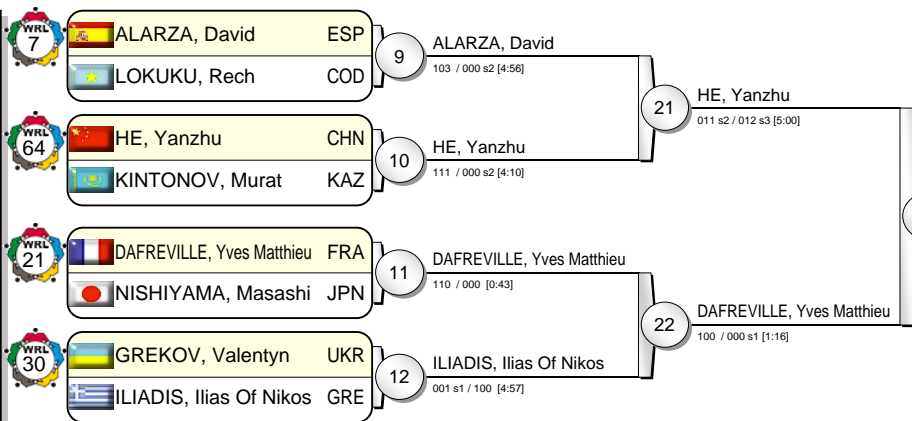 WRL
7
ALARZA, David ESP
LOKUKU, Rech COD
9
ALARZA, David
103 / 000 s2 [4:56]
21
HE, Yanzhu
011 s2 / 012 s3 [5:00]
WRL
64
HE, Yanzhu CHN
KINTONOV, Murat KAZ
10
HE, Yanzhu
111 / 000 s2 [4:10]
WRL
21
DAFREVILLE, Yves Matthieu FRA
NISHIYAMA, Masashi JPN
11
DAFREVILLE, Yves Matthieu
110 / 000 [0:43]
22
DAFREVILLE, Yves Matthieu
100 / 000 s1 [1:16]
WRL
30
GREKOV, Valentyn UKR
ILIADIS, Ilias Of Nikos GRE
12
ILIADIS, Ilias Of Nikos
001 s1 / 100 [4:57]